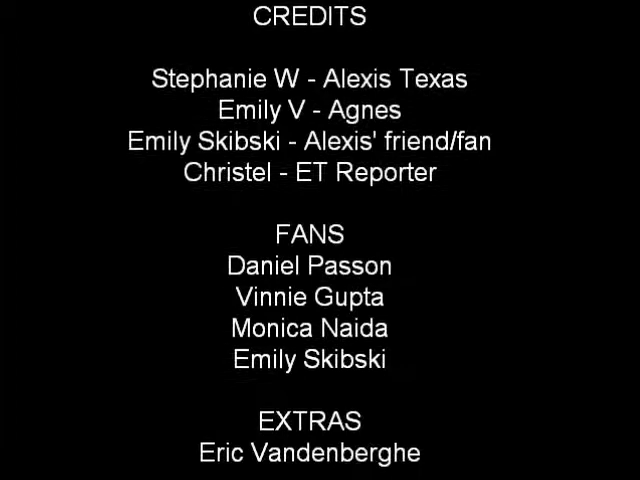 CREDITS
Stephanie W - Alexis Texas
Emily V - Agnes
Emily Skibski - Alexis' friend/fan
Christel - ET Reporter
FANS
Daniel Passon
Vinnie Gupta
Monica Naida
Emily Skibski
EXTRAS
Eric Vandenberghe